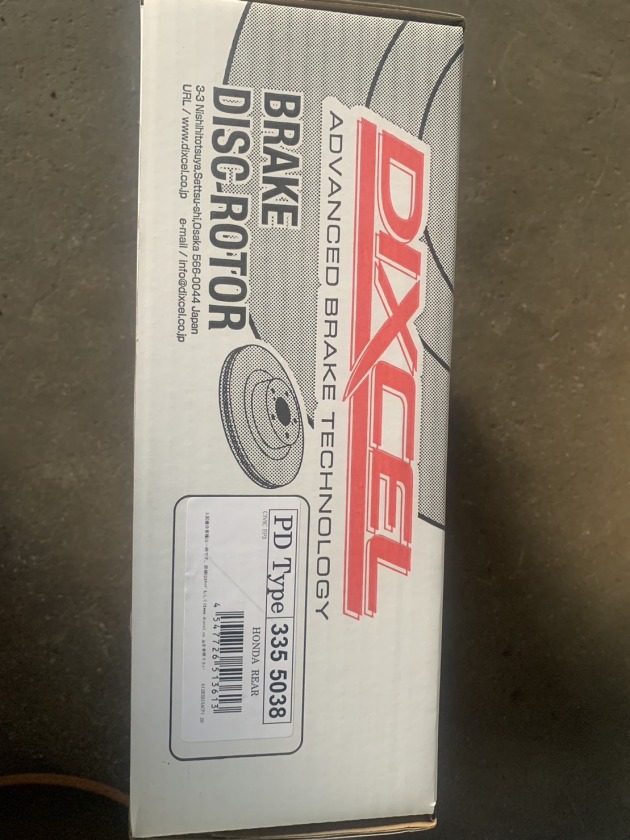 DIXCEL
ADVANCED BRAKE TECHNOLOGY
BRAKE
DISC ROTOR
3-3 Nishihitotsuya,Settsu-shi,Osaka 566-0044 Japan
URL / www.dixcel.co.jp e-mail / info@dixcel.co.jp
PD Type 335 5038
HONDA REAR
4 547726 513613